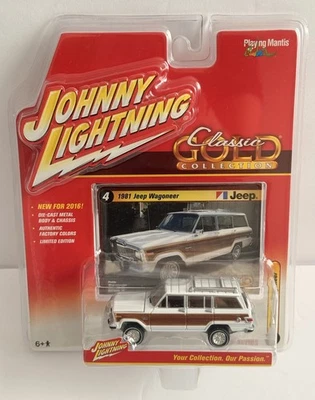 Playing Mantis
JOHNNY
LIGHTNING
Classic
GOLD
COLLECTION
• NEW FOR 2016!
• DIE-CAST METAL
BODY & CHASSIS
• AUTHENTIC
FACTORY COLORS
• LIMITED EDITION
4 1981 Jeep Wagoneer
Jeep
6+
JOHNNY
LIGHTNING
Your Collection. Our Passion.